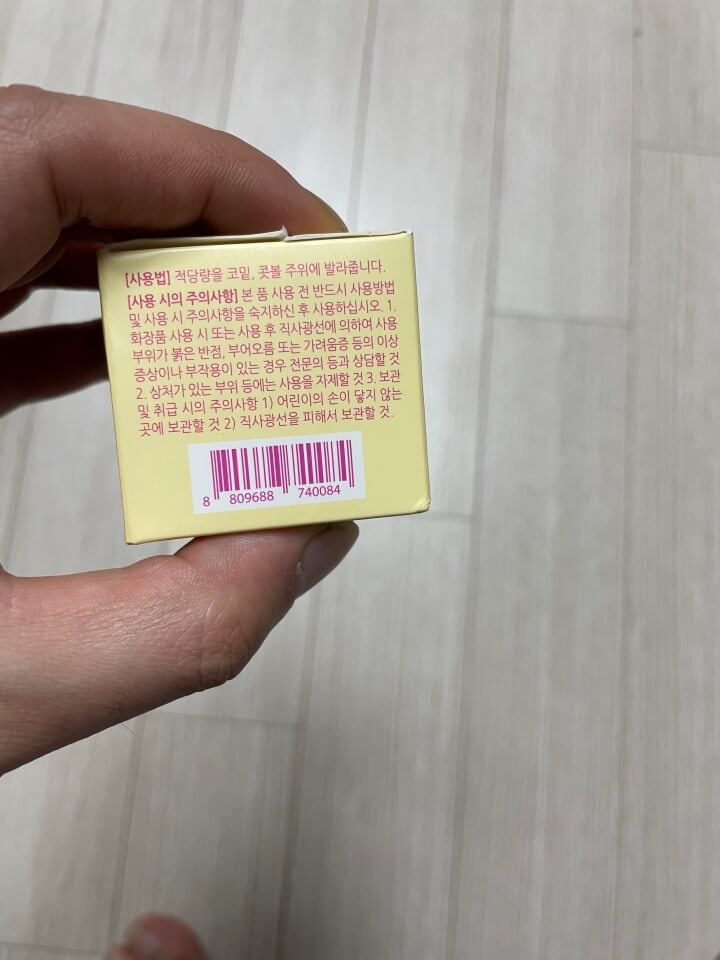 [사용법] 적당량을 코밑, 콧볼 주위에 발라줍니다.
[사용 시의 주의사항] 본 품 사용 전 반드시 사용방법
및 사용 시 주의사항을 숙지하신 후 사용하십시오. 1.
화장품 사용 시 또는 사용 후 직사광선에 의하여 사용
부위가 붉은 반점, 부어오름 또는 가려움증 등의 이상
증상이나 부작용이 있는 경우 전문의 등과 상담할 것
2. 상처가 있는 부위 등에는 사용을 자제할 것 3. 보관
및 취급 시의 주의사항 1) 어린이의 손이 닿지 않는
곳에 보관할 것 2) 직사광선을 피해서 보관할 것.
8 809688 740084